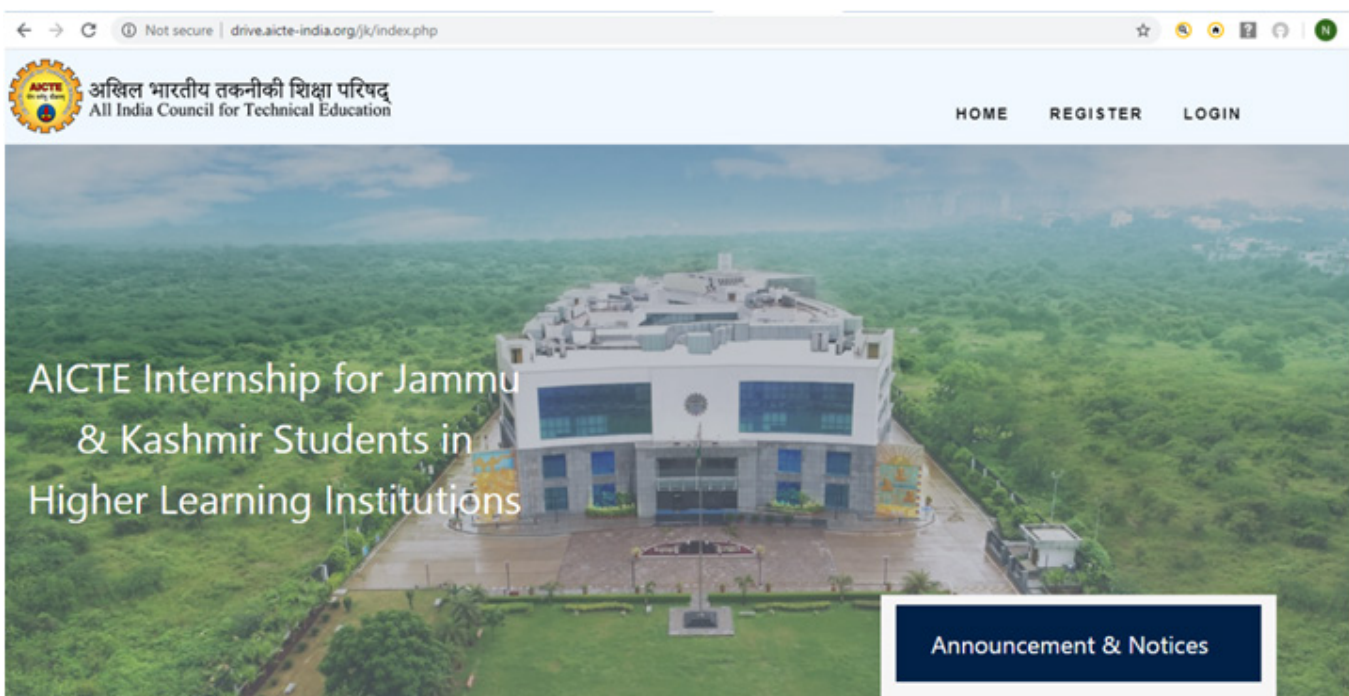 Not secure | drive.aicte-india.org/jk/index.php
N
AICTE
अखिल भारतीय तकनीकी शिक्षा परिषद्
All India Council for Technical Education
HOME REGISTER LOGIN
AICTE Internship for Jammu
& Kashmir Students in
Higher Learning Institutions
Announcement & Notices